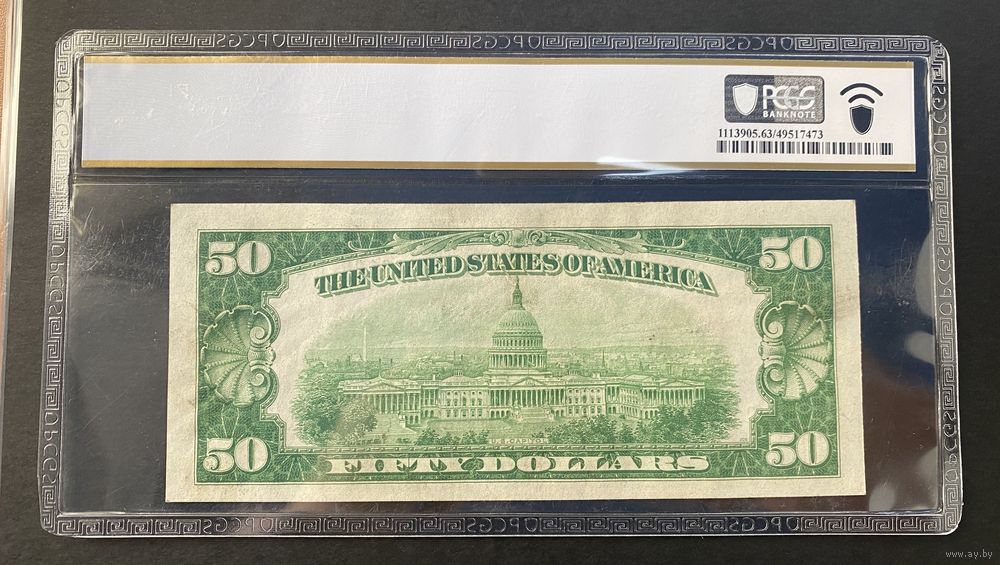 PCGS
BANKNOTE
1113905.63/49517473
50 50
THE UNITED STATES OF AMERICA
U.S. CAPITOL
50 50
FIFTY DOLLARS
www.ay.by